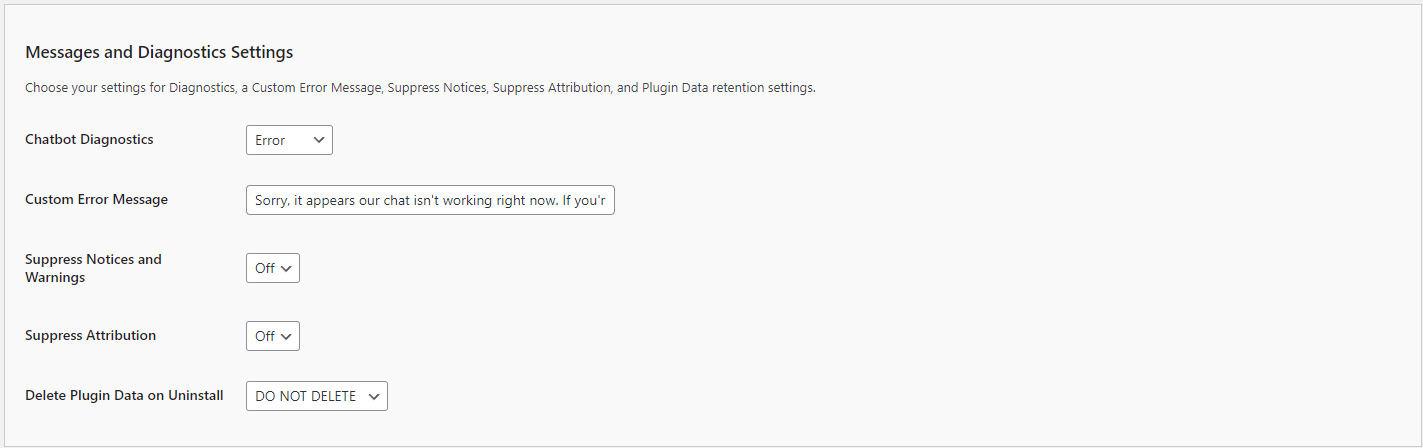 Messages and Diagnostics Settings
Choose your settings for Diagnostics, a Custom Error Message, Suppress Notices, Suppress Attribution, and Plugin Data retention settings.
Chatbot Diagnostics
Error
Custom Error Message
Sorry, it appears our chat isn't working right now. If you'r
Suppress Notices and
Warnings
Off
Suppress Attribution
Off
Delete Plugin Data on Uninstall
DO NOT DELETE